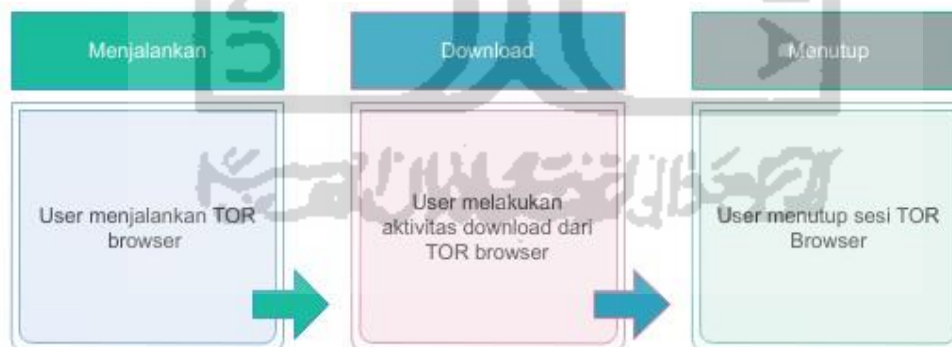 Menjalankan
Download
Menutup
User menjalankan TOR
browser
User melakukan
aktivitas download dari
TOR browser
User menutup sesi TOR
Browser